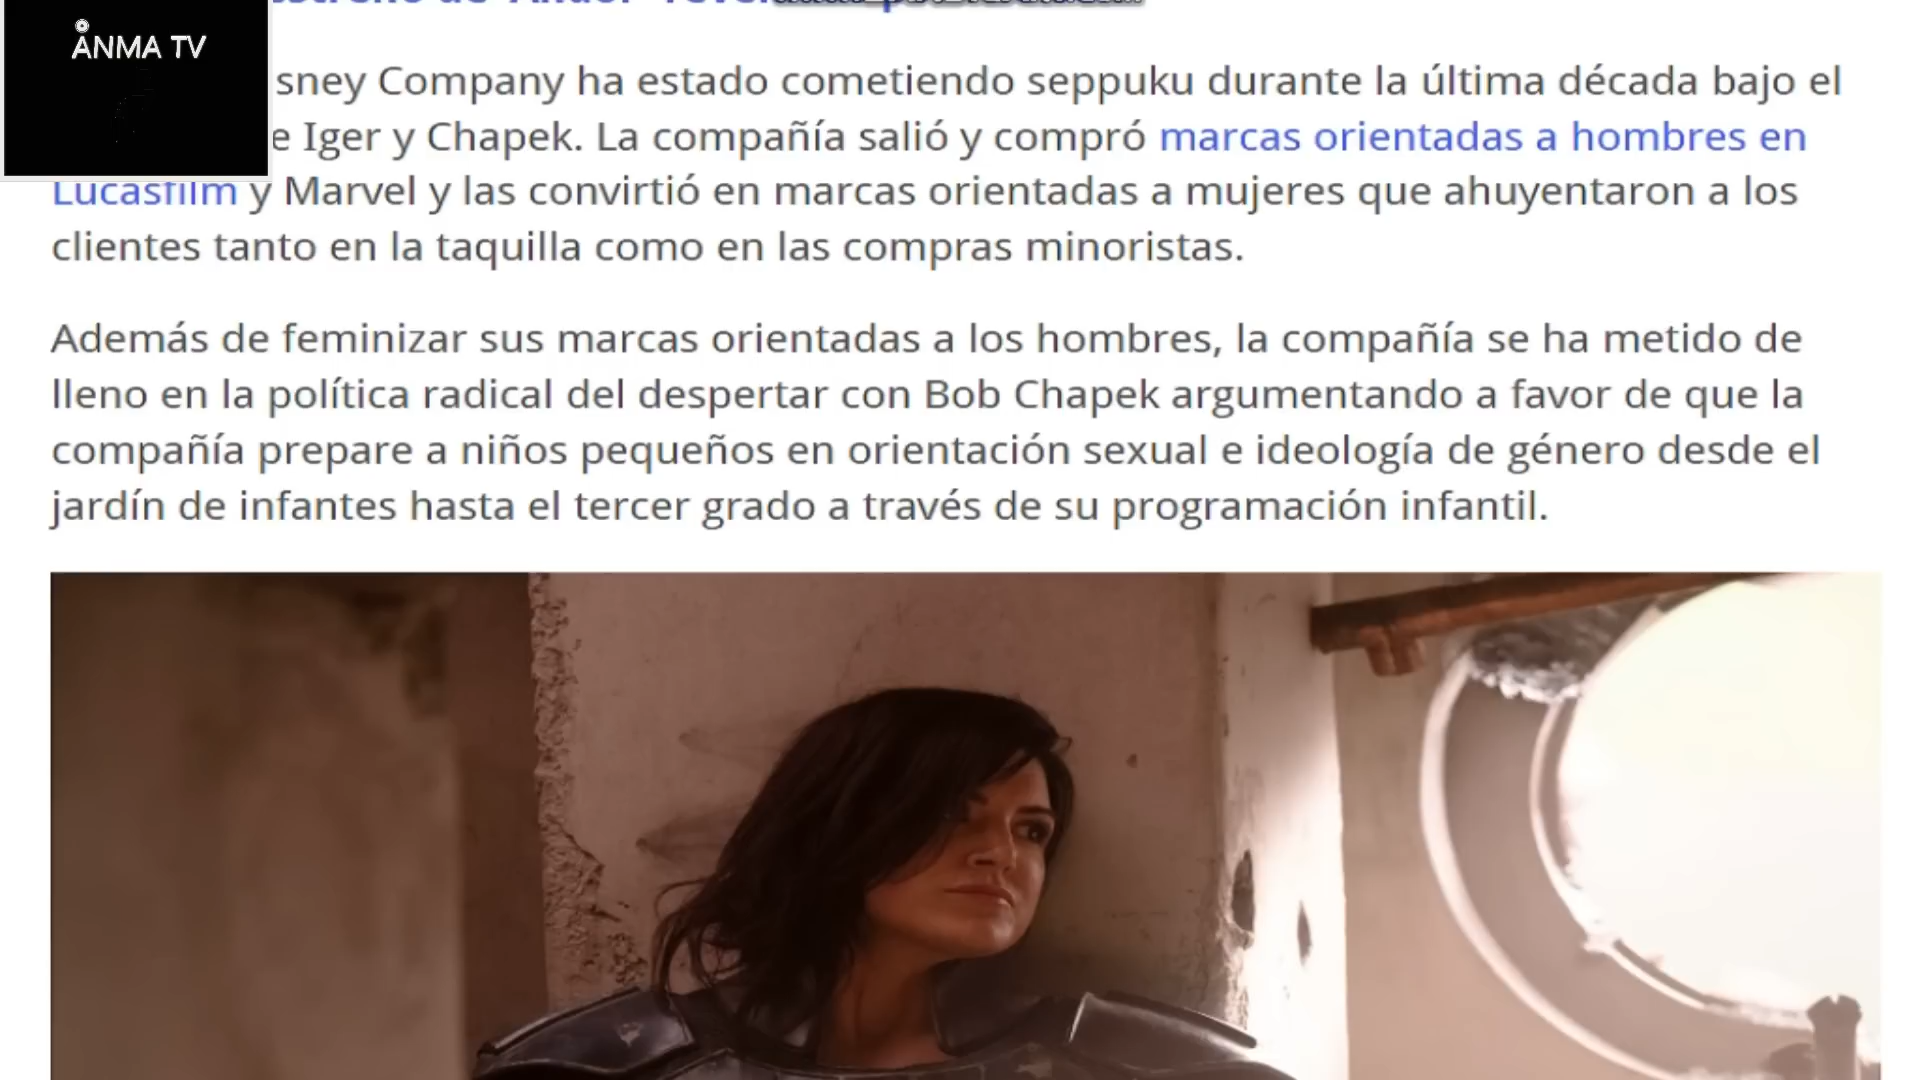 ÅNMA TV
sney Company ha estado cometiendo seppuku durante la última década bajo el
e Iger y Chapek. La compañía salió y compró marcas orientadas a hombres en
Lucasfilm y Marvel y las convirtió en marcas orientadas a mujeres que ahuyentaron a los
clientes tanto en la taquilla como en las compras minoristas.
Además de feminizar sus marcas orientadas a los hombres, la compañía se ha metido de
lleno en la política radical del despertar con Bob Chapek argumentando a favor de que la
compañía prepare a niños pequeños en orientación sexual e ideología de género desde el
jardín de infantes hasta el tercer grado a través de su programación infantil.